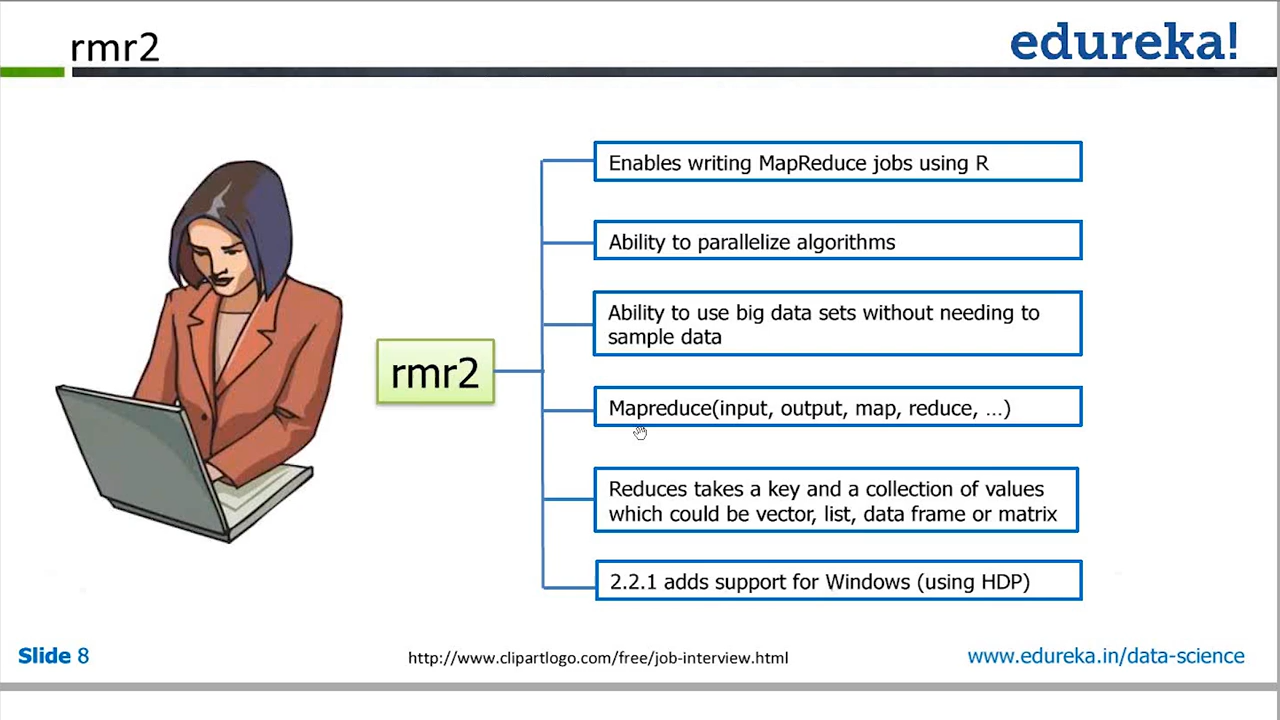 rmr2
edureka!
Enables writing MapReduce jobs using R
Ability to parallelize algorithms
Ability to use big data sets without needing to
sample data
rmr2
Mapreduce(input, output, map, reduce, …)
Reduces takes a key and a collection of values
which could be vector, list, data frame or matrix
2.2.1 adds support for Windows (using HDP)
Slide 8
http://www.clipartlogo.com/free/job-interview.html
www.edureka.in/data-science